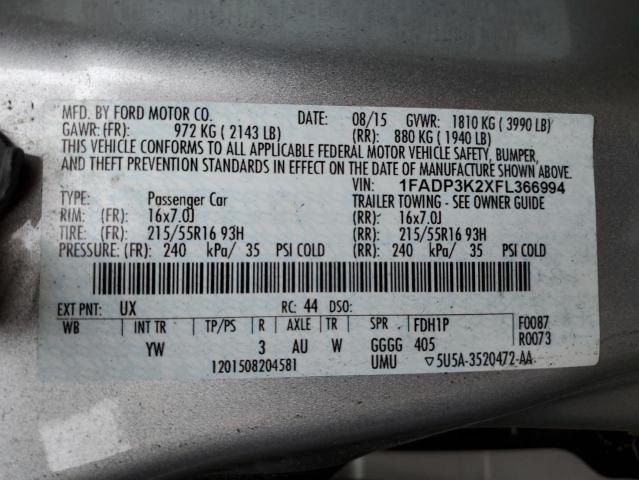 MFD. BY FORD MOTOR CO. DATE: 08/15 GVWR: 1810 KG ( 3990 LB)
GAWR: (FR): 972 KG ( 2143 LB) (RR): 880 KG ( 1940 LB)
THIS VEHICLE CONFORMS TO ALL APPLICABLE FEDERAL MOTOR VEHICLE SAFETY, BUMPER,
AND THEFT PREVENTION STANDARDS IN EFFECT ON THE DATE OF MANUFACTURE SHOWN ABOVE.
VIN: 1FADP3K2XFL366994
TYPE: Passenger Car TRAILER TOWING - SEE OWNER GUIDE
RIM: (FR): 16x7.0J (RR): 16x7.0J
TIRE: (FR): 215/55R16 93H (RR): 215/55R16 93H
PRESSURE: (FR): 240 kPa/ 35 PSI COLD (RR): 240 kPa/ 35 PSI COLD
EXT PNT: UX RC: 44 DSO:
WB INT TR TP/PS R AXLE TR SPR FDH1P F0087
YW 3 AU W GGGG 405 R0073
1201508204581 UMU ▽5U5A-3520472-AA